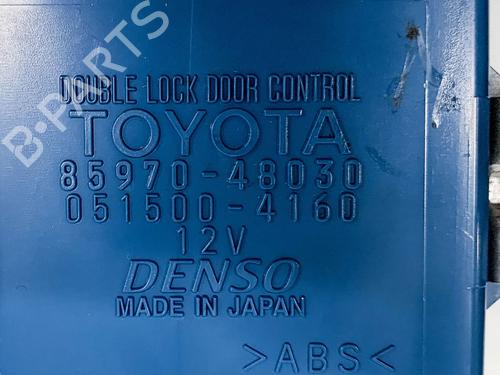 B-PARTS
DOUBLE LOCK DOOR CONTROL
TOYOTA
85970-48030
051500-4160
12V
DENSO
MADE IN JAPAN
>ABS<